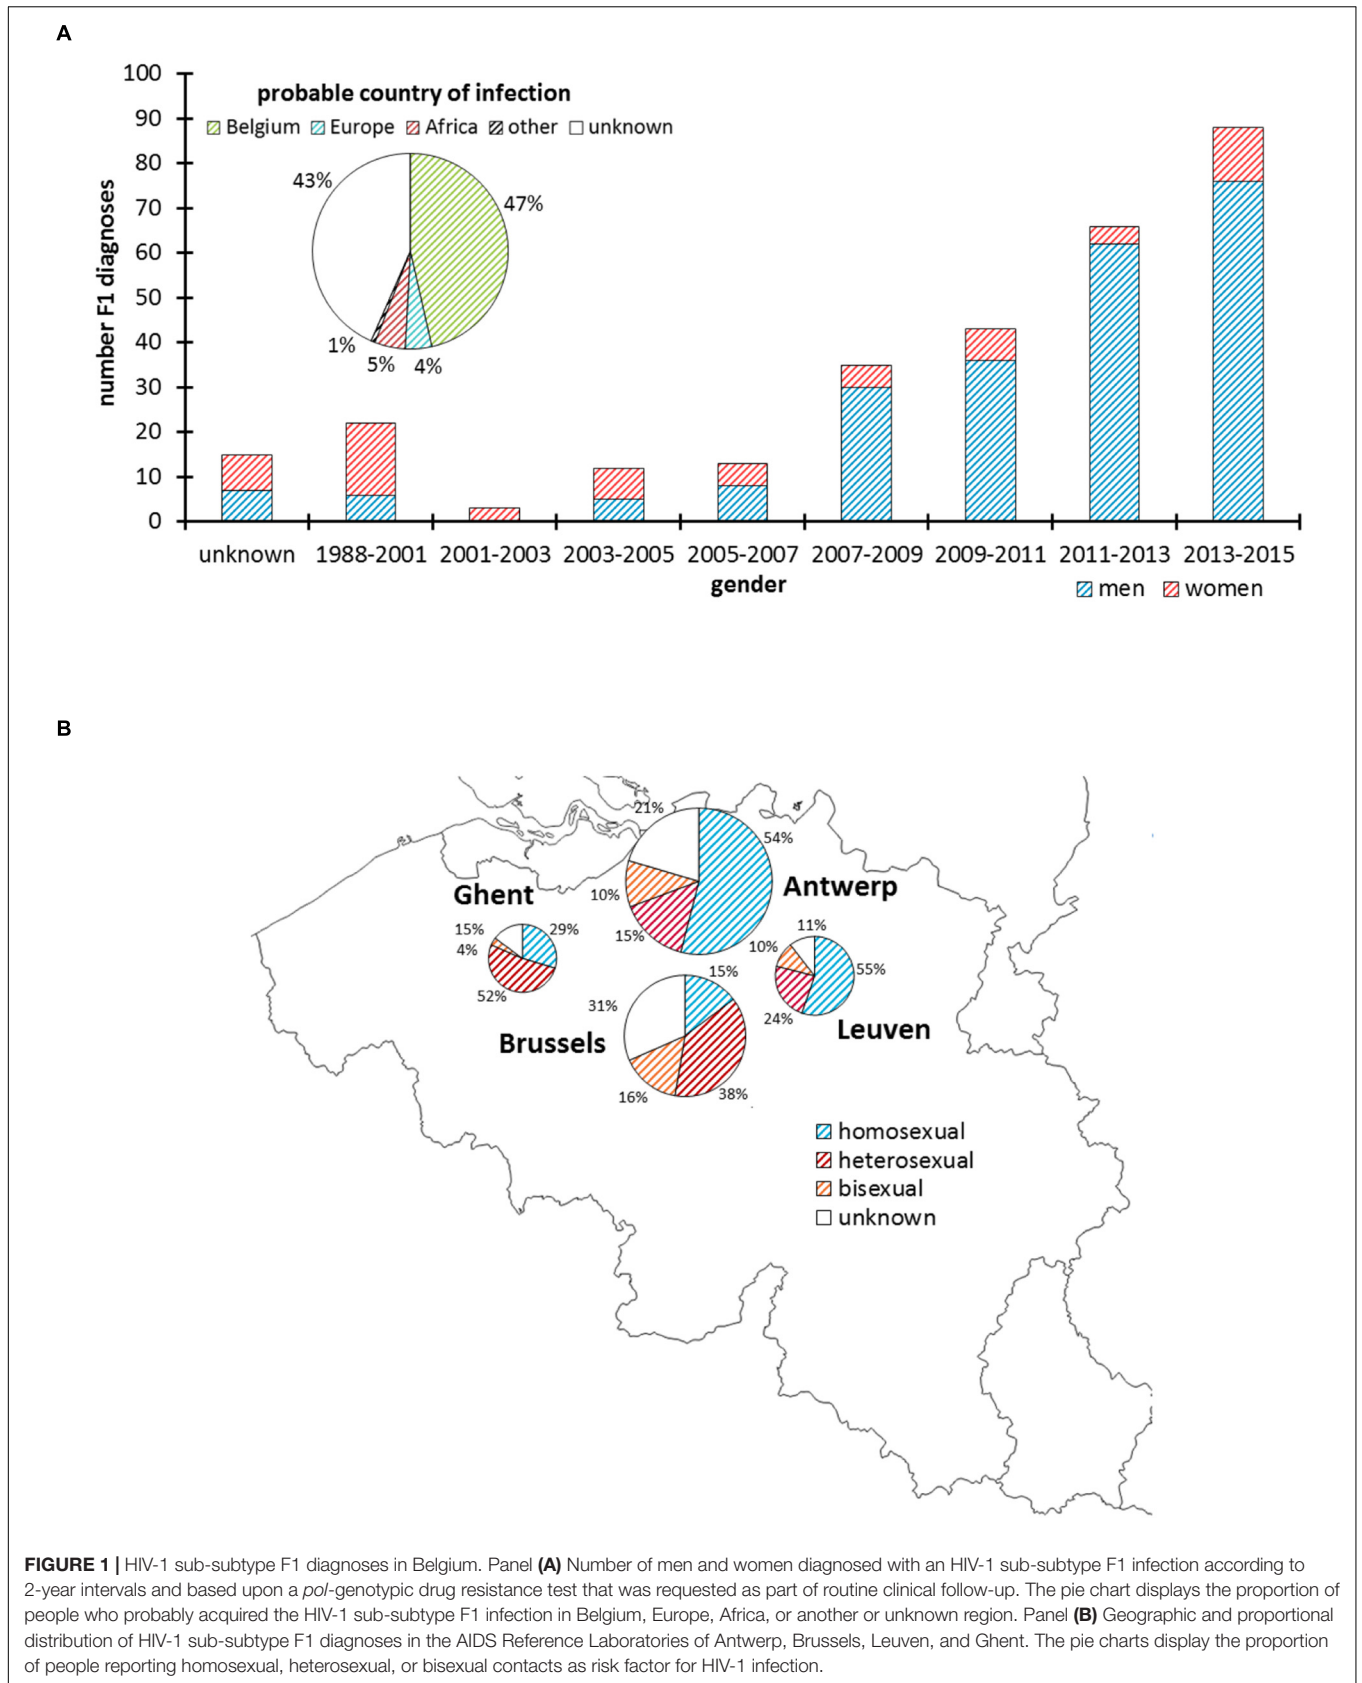 A
100
90
80
70
60
50
40
30
20
10
0
number F1 diagnoses
probable country of infection
Belgium Europe Africa other unknown
43%
47%
1%
5%
4%
unknown 1988-2001 2001-2003 2003-2005 2005-2007 2007-2009 2009-2011 2011-2013 2013-2015
gender
men women
B
21%
54%
Antwerp
10%
15%
Ghent
15%
29%
4%
52%
11%
10%
55%
24%
Leuven
15%
31%
Brussels
16%
38%
homosexual
heterosexual
bisexual
unknown
FIGURE 1 | HIV-1 sub-subtype F1 diagnoses in Belgium. Panel (A) Number of men and women diagnosed with an HIV-1 sub-subtype F1 infection according to
2-year intervals and based upon a pol-genotypic drug resistance test that was requested as part of routine clinical follow-up. The pie chart displays the proportion of
people who probably acquired the HIV-1 sub-subtype F1 infection in Belgium, Europe, Africa, or another or unknown region. Panel (B) Geographic and proportional
distribution of HIV-1 sub-subtype F1 diagnoses in the AIDS Reference Laboratories of Antwerp, Brussels, Leuven, and Ghent. The pie charts display the proportion
of people reporting homosexual, heterosexual, or bisexual contacts as risk factor for HIV-1 infection.